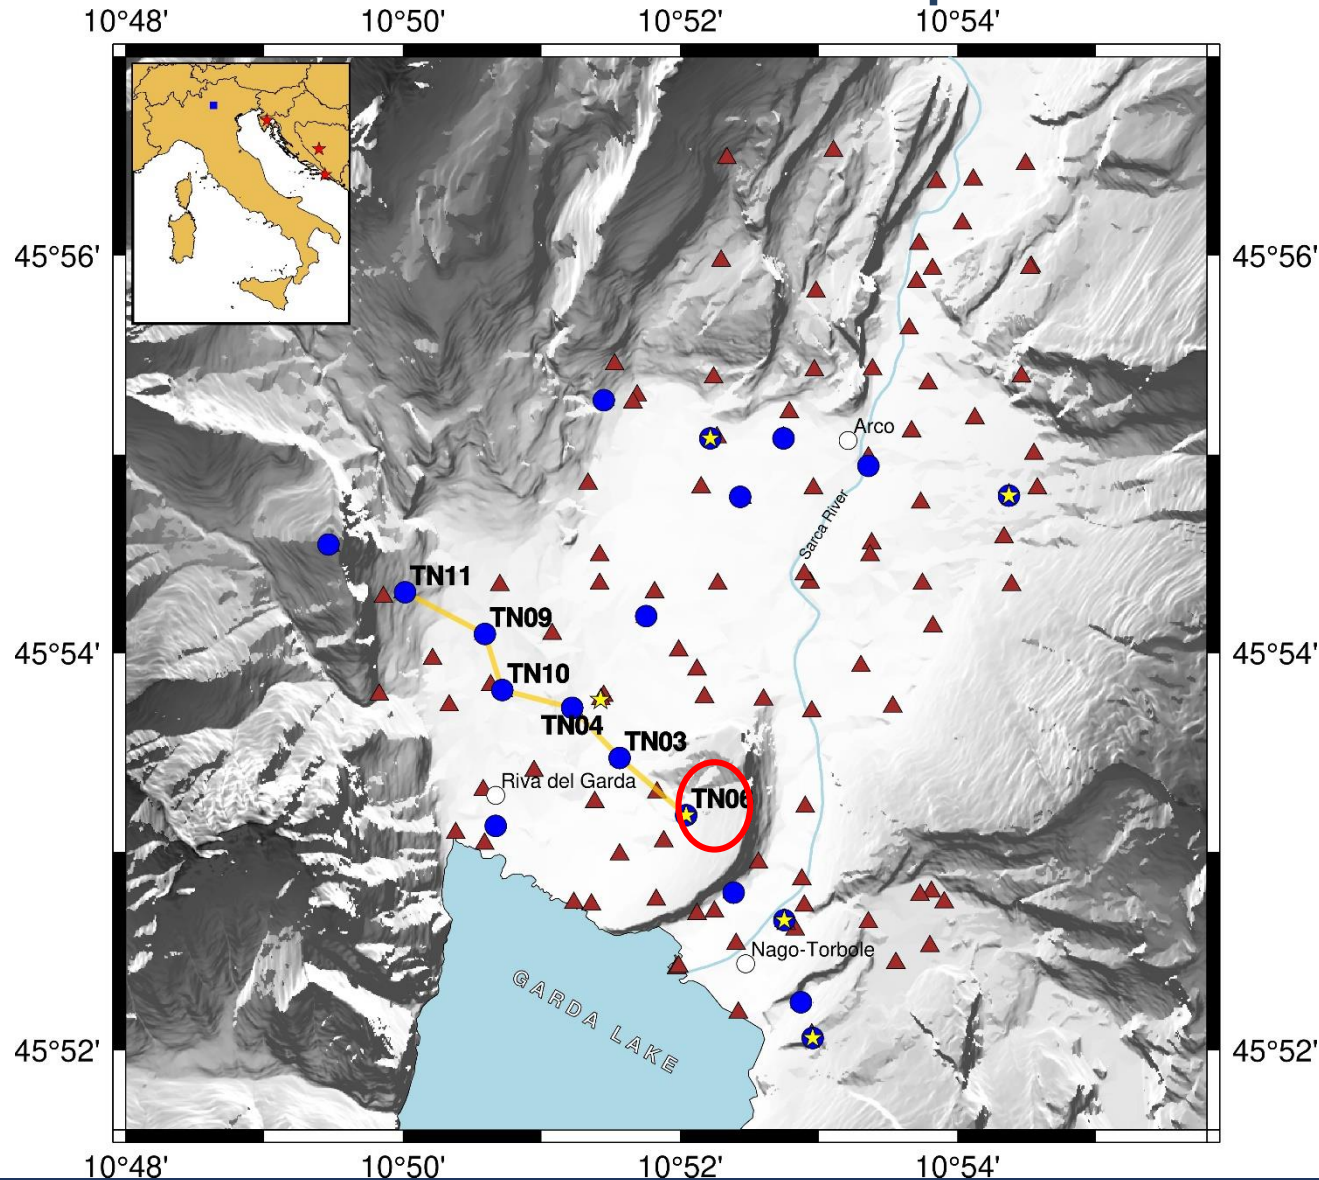 10°48' 10°50' 10°52' 10°54'
45°56' 45°56'
Arco
Sarca River
TN11
TN09
45°54' 45°54'
TN10
TN04
TN03
Riva del Garda
TN06
Nago-Torbole
GARDA LAKE
45°52' 45°52'
10°48' 10°50' 10°52' 10°54'